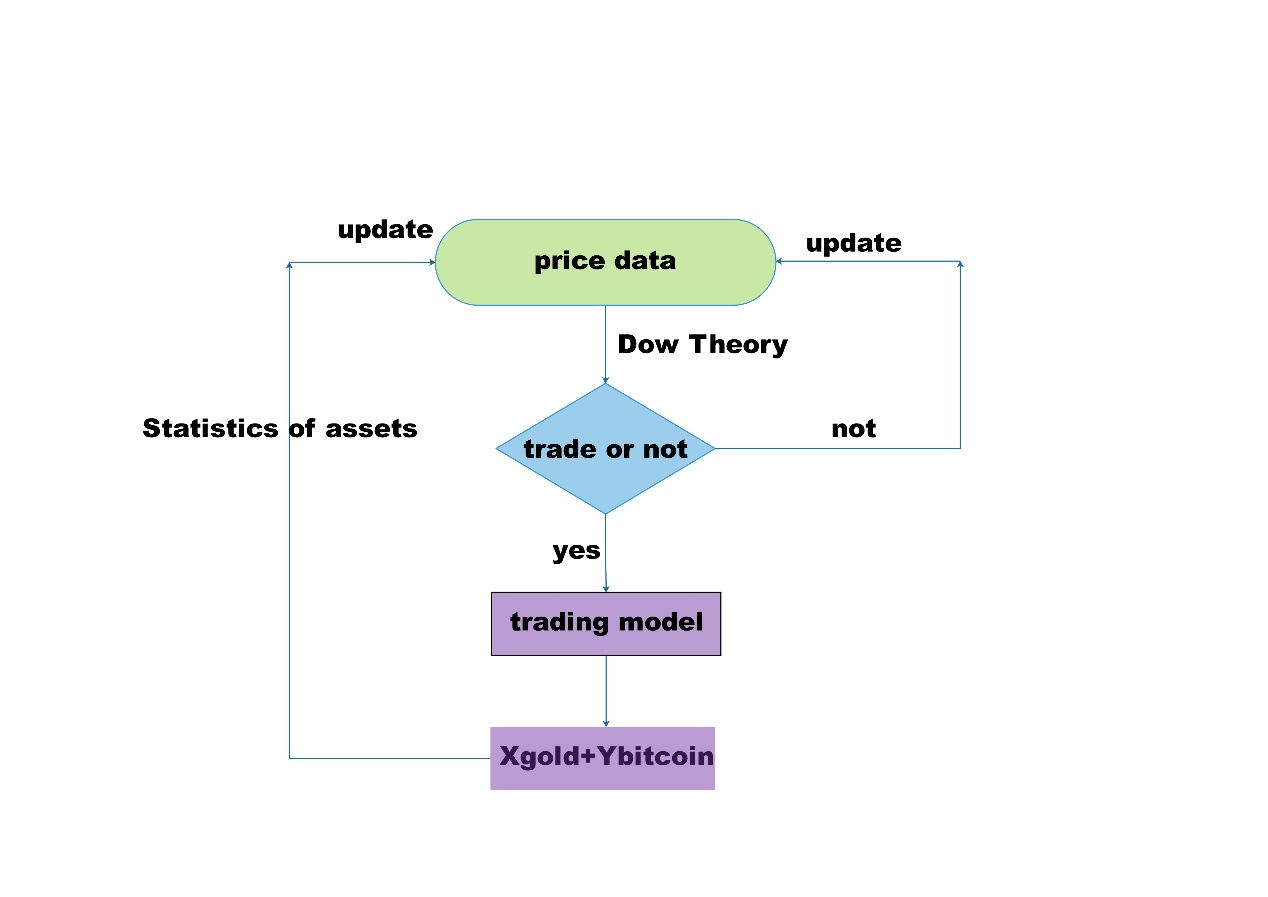 update
price data
update
Dow Theory
Statistics of assets
trade or not
not
yes
trading model
Xgold+Ybitcoin